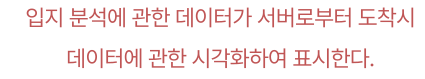 입지 분석에 관한 데이터가 서버로부터 도착시
데이터에 관한 시각화하여 표시한다.